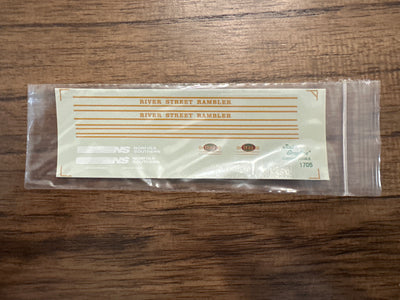 RIVER STREET RAMBLER
RIVER STREET RAMBLER
NS NORFOLK SOUTHERN
NS NORFOLK SOUTHERN
1705